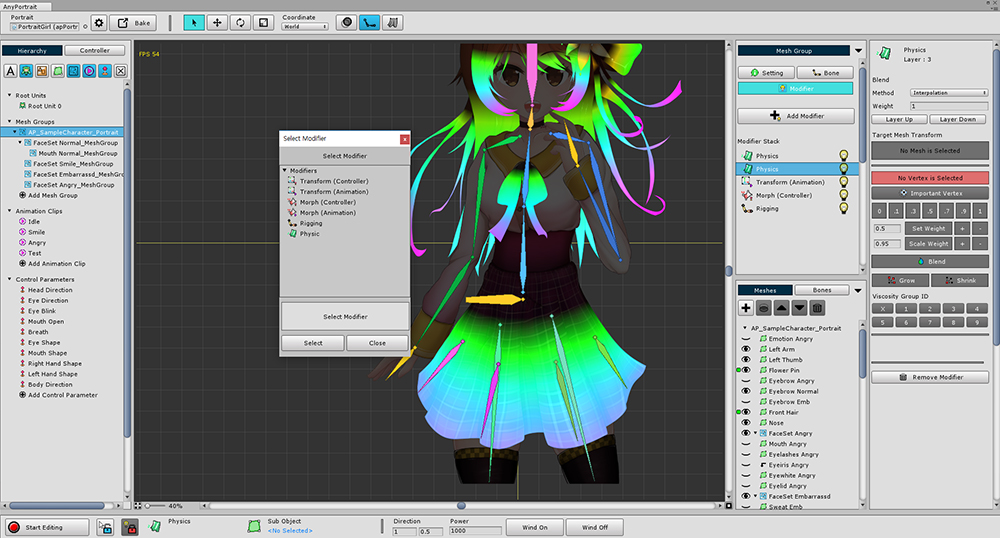 AnyPortrait
Portrait
PortraitGirl (apPortr
Bake
Coordinate
World
Hierarchy
Controller
Root Units
Root Unit 0
Mesh Groups
AP_SampleCharacter_Portrait
FaceSet Normal_MeshGroup
Mouth Normal_MeshGroup
FaceSet Smile_MeshGroup
FaceSet Embarrassd_MeshGro
FaceSet Angry_MeshGroup
Add Mesh Group
Animation Clips
Idle
Smile
Angry
Test
Add Animation Clip
Control Parameters
Head Direction
Eye Direction
Eye Blink
Mouth Open
Breath
Eye Shape
Mouth Shape
Right Hand Shape
Left Hand Shape
Body Direction
Add Control Parameter
FPS 54
Select Modifier
Select Modifier
Modifiers
Transform (Controller)
Transform (Animation)
Morph (Controller)
Morph (Animation)
Rigging
Physic
Select Modifier
Select
Close
40%
Mesh Group
Setting
Bone
Modifier
Add Modifier
Modifier Stack
Physics
Physics
Transform (Animation)
Morph (Controller)
Rigging
Meshes
Bones
AP_SampleCharacter_Portrait
Emotion Angry
Left Arm
Left Thumb
Flower Pin
Eyebrow Angry
Eyebrow Normal
Eyebrow Emb
Front Hair
Nose
FaceSet Angry
Mouth Angry
Eyelashes Angry
Eyeiris Angry
Eyewhite Angry
Eyelid Angry
FaceSet Embarrassd
Sweat Emb
Physics
Layer : 3
Blend
Method
Interpolation
Weight
1
Layer Up
Layer Down
Target Mesh Transform
No Mesh is Selected
No Vertex is Selected
Important Vertex
0 .1 .3 .5 .7 .9 1
0.5 Set Weight + -
0.95 Scale Weight + -
Blend
Grow
Shrink
Viscosity Group ID
X 1 2 3 4
5 6 7 8 9
Remove Modifier
Start Editing
Physics
Sub Object
<No Selected>
Direction
1 0.5
Power
1000
Wind On
Wind Off